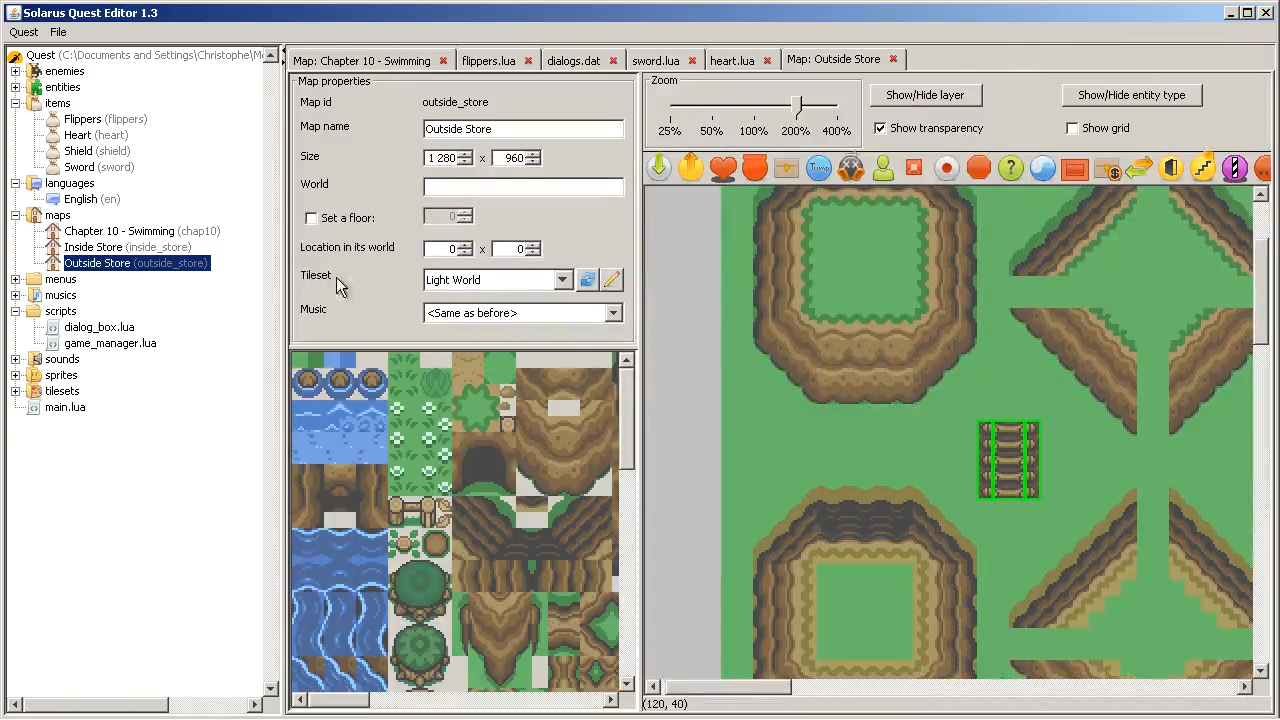 Solarus Quest Editor 1.3
Quest File
Quest (C:\Documents and Settings\Christophe\M
enemies
entities
items
Flippers (flippers)
Heart (heart)
Shield (shield)
Sword (sword)
languages
English (en)
maps
Chapter 10 - Swimming (chap10)
Inside Store (inside_store)
Outside Store (outside_store)
menus
musics
scripts
dialog_box.lua
game_manager.lua
sounds
sprites
tilesets
main.lua
Map: Chapter 10 - Swimming flippers.lua dialogs.dat sword.lua heart.lua Map: Outside Store
Map properties
Map id outside_store
Map name Outside Store
Size 1 280 x 960
World
Set a floor: 0
Location in its world 0 x 0
Tileset Light World
Music <Same as before>
Zoom
25% 50% 100% 200% 400%
Show/Hide layer Show/Hide entity type
Show transparency Show grid
Jump
?
$
(120, 40)